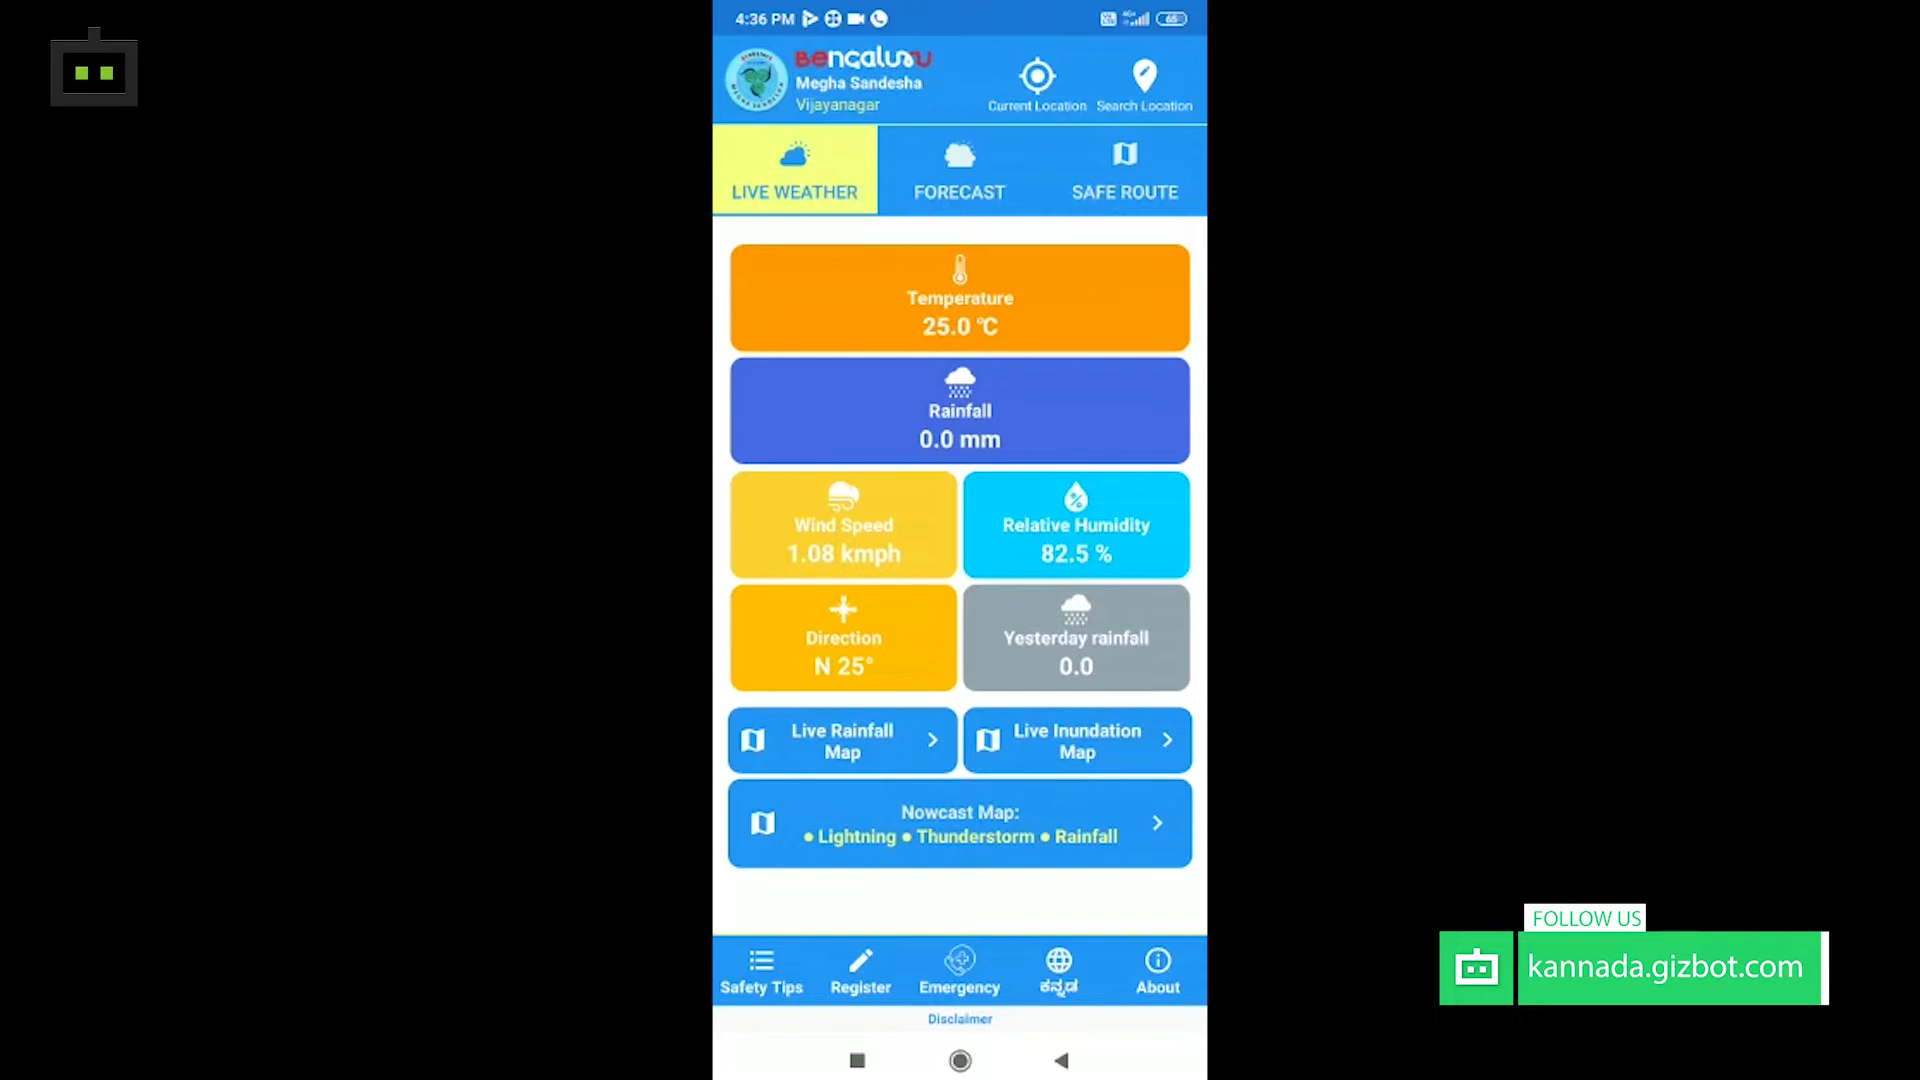 4:36 PM
65
Bengaluru
Megha Sandesha
Vijayanagar
Current Location
Search Location
LIVE WEATHER
FORECAST
SAFE ROUTE
Temperature
25.0 °C
Rainfall
0.0 mm
Wind Speed
1.08 kmph
Relative Humidity
82.5 %
Direction
N 25°
Yesterday rainfall
0.0
Live Rainfall
Map
Live Inundation
Map
Nowcast Map:
● Lightning ● Thunderstorm ● Rainfall
Safety Tips
Register
Emergency
ಕನ್ನಡ
About
Disclaimer
FOLLOW US
kannada.gizbot.com